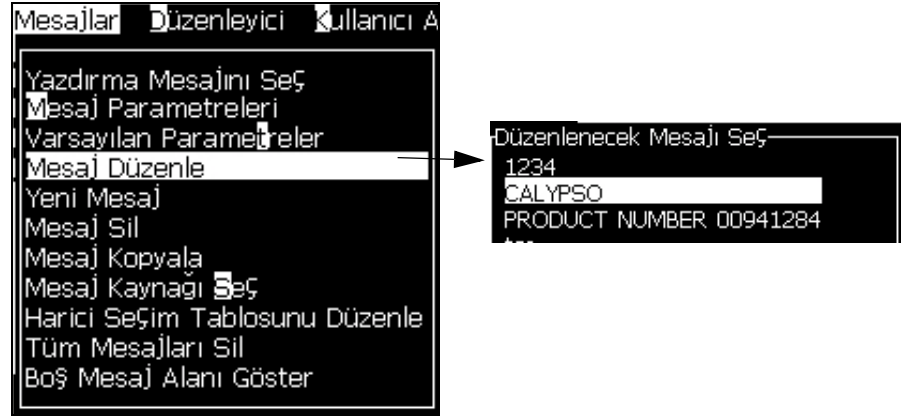 Mesajlar Düzenleyici Kullanıcı A
Yazdırma Mesajını Seç
Mesaj Parametreleri
Varsayılan Parametreler
Mesaj Düzenle
Yeni Mesaj
Mesaj Sil
Mesaj Kopyala
Mesaj Kaynağı Seç
Harici Seçim Tablosunu Düzenle
Tüm Mesajları Sil
Boş Mesaj Alanı Göster
Düzenlenecek Mesajı Seç
1234
CALYPSO
PRODUCT NUMBER 00941284